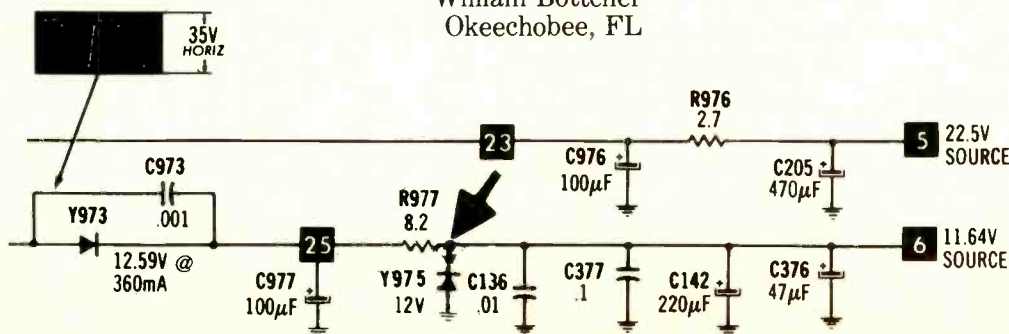 William Bottcher
Okeechobee, FL
35V
HORIZ
R976
2.7
23
5
22.5V
SOURCE
C976
100µF
C205
470µF
C973
.001
Y973
R977
8.2
12.59V @
360mA
25
6
11.64V
SOURCE
C977
100µF
Y975
12V
C136
.01
C377
.1
C142
220µF
C376
47µF